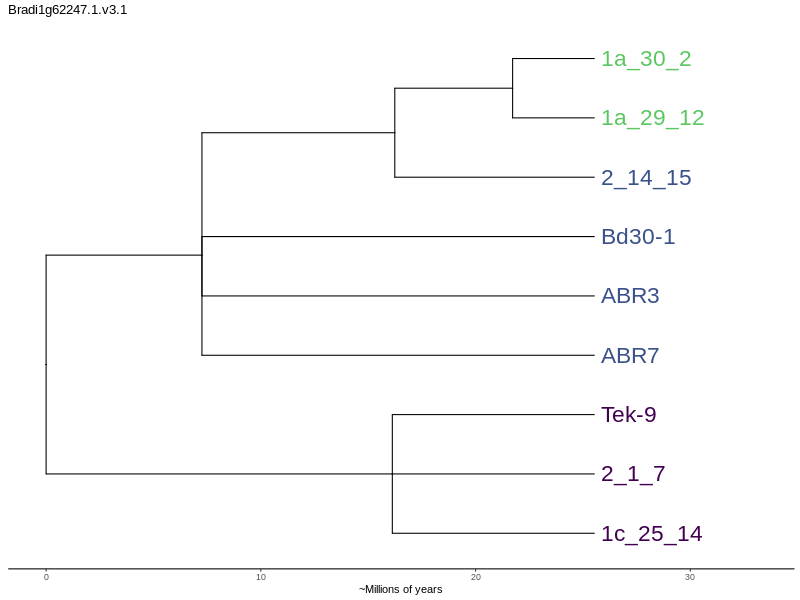 Bradi1g62247.1.v3.1
1a_30_2
1a_29_12
2_14_15
Bd30-1
ABR3
ABR7
Tek-9
2_1_7
1c_25_14
0 10 20 30
~Millions of years